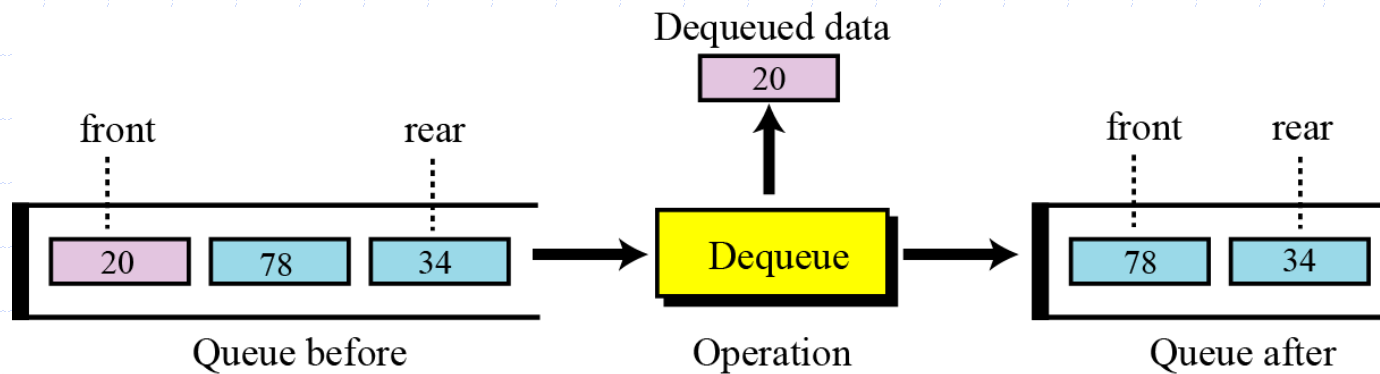 Dequeued data
20
front
rear
20
78
34
Dequeue
front
rear
78
34
Queue before
Operation
Queue after